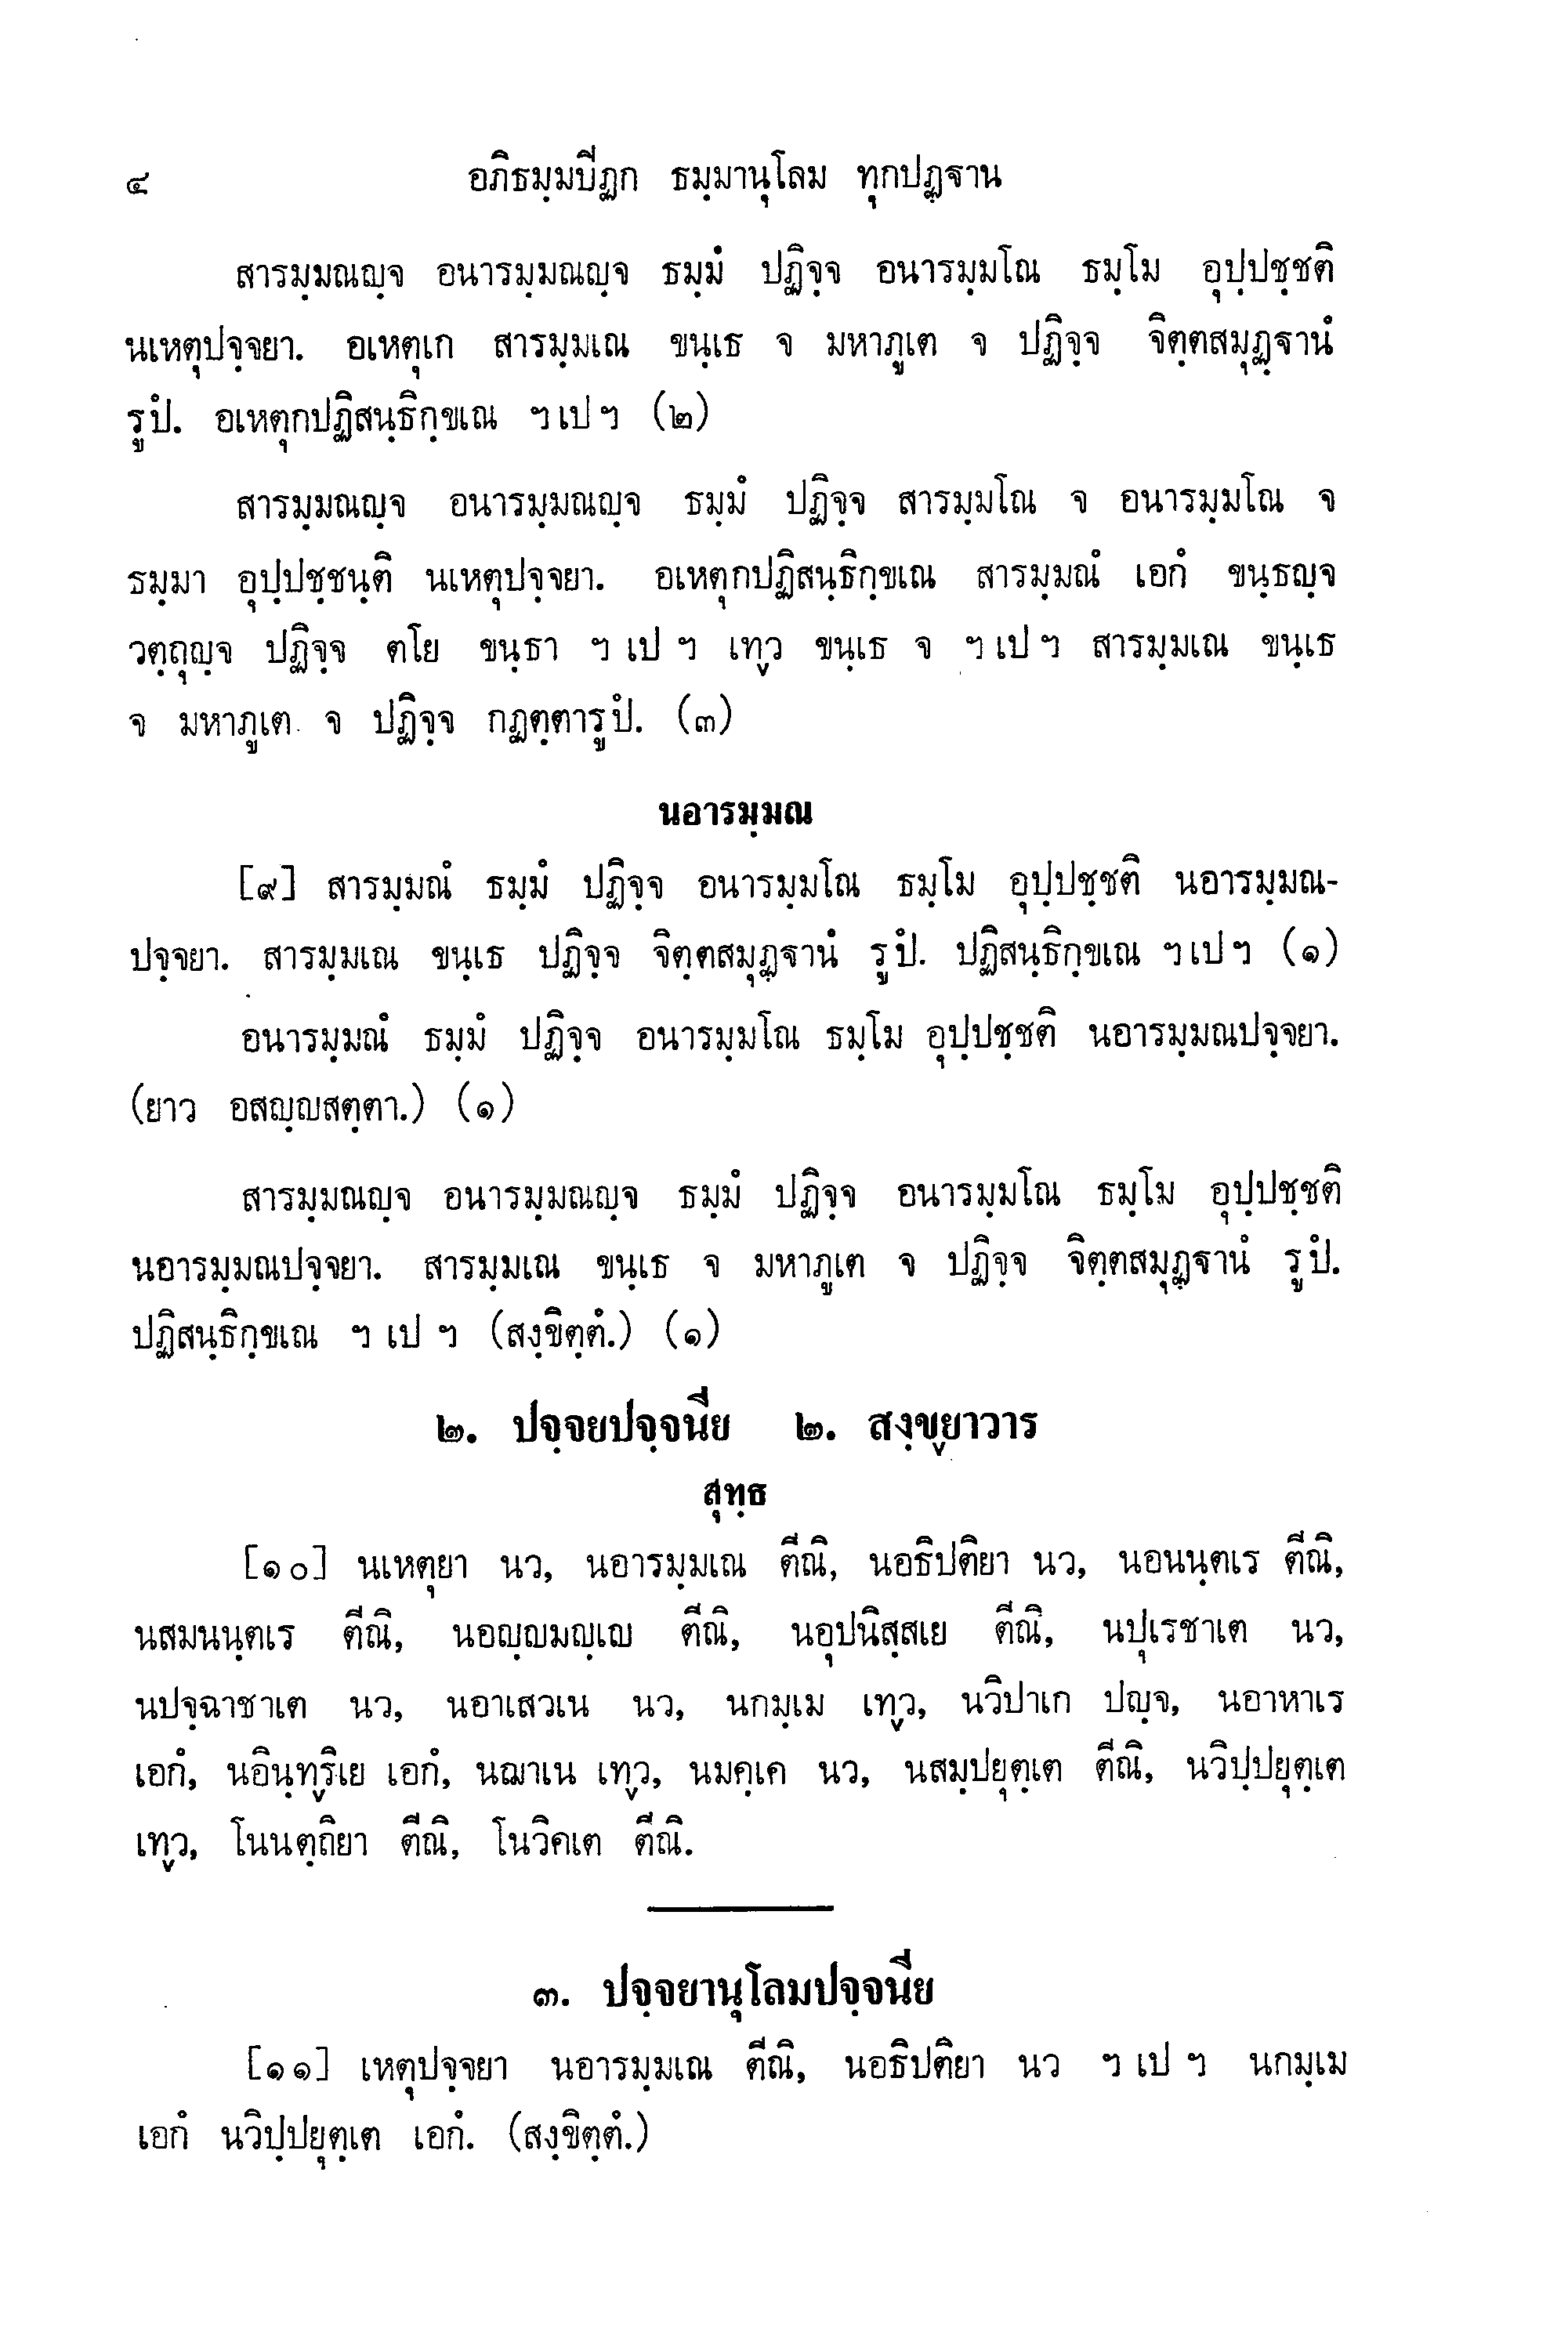 ๔ อภิธมฺมปีฏก ธมฺมานุโลม ทุกปฏฺฐาน
สารมฺมณญฺจ อนารมฺมณญฺจ ธมฺมํ ปฏิจฺจ อนารมฺมโณ ธมฺโม อุปฺปชฺชติ
นเหตุปจฺจยา. อเหตุเก สารมฺมเณ ขนฺเธ จ มหาภูเต จ ปฏิจฺจ จิตฺตสมุฏฺฐานํ
รูปํ. อเหตุกปฏิสนฺธิกฺขเณ ฯ เป ฯ (๒)
สารมฺมณญฺจ อนารมฺมณญฺจ ธมฺมํ ปฏิจฺจ สารมฺมโณ จ อนารมฺมโณ จ
ธมฺมา อุปฺปชฺชนฺติ นเหตุปจฺจยา. อเหตุกปฏิสนฺธิกฺขเณ สารมฺมณํ เอกํ ขนฺธญฺจ
วตฺถุญฺจ ปฏิจฺจ ตโย ขนฺธา ฯ เป ฯ เทฺว ขนฺเธ จ ฯ เป ฯ สารมฺมเณ ขนฺเธ
จ มหาภูเต จ ปฏิจฺจ กฏตฺตารูปํ. (๓)
นอารมฺมณ
[๙] สารมฺมณํ ธมฺมํ ปฏิจฺจ อนารมฺมโณ ธมฺโม อุปฺปชฺชติ นอารมฺมณ-
ปจฺจยา. สารมฺมเณ ขนฺเธ ปฏิจฺจ จิตฺตสมุฏฺฐานํ รูปํ. ปฏิสนฺธิกฺขเณ ฯ เป ฯ (๑)
อนารมฺมณํ ธมฺมํ ปฏิจฺจ อนารมฺมโณ ธมฺโม อุปฺปชฺชติ นอารมฺมณปจฺจยา.
(ยาว อสญฺญสตฺตา.) (๑)
สารมฺมณญฺจ อนารมฺมณญฺจ ธมฺมํ ปฏิจฺจ อนารมฺมโณ ธมฺโม อุปฺปชฺชติ
นอารมฺมณปจฺจยา. สารมฺมเณ ขนฺเธ จ มหาภูเต จ ปฏิจฺจ จิตฺตสมุฏฺฐานํ รูปํ.
ปฏิสนฺธิกฺขเณ ฯ เป ฯ (สงฺขิตฺตํ.) (๑)
๒. ปจฺจยปจฺจนีย ๒. สงฺขฺยาวาร
สุทฺธ
[๑๐] นเหตุยา นว, นอารมฺมเณ ตีณิ, นอธิปติยา นว, นอนนฺตเร ตีณิ,
นสมนนฺตเร ตีณิ, นอญฺญมญฺเญ ตีณิ, นอุปนิสฺสเย ตีณิ, นปุเรชาเต นว,
นปจฺฉาชาเต นว, นอาเสวเน นว, นกมฺเม เทฺว, นวิปาเก ปญฺจ, นอาหาเร
เอกํ, นอินฺทฺริเย เอกํ, นฌาเน เทฺว, นมคฺเค นว, นสมฺปยุตฺเต ตีณิ, นวิปฺปยุตฺเต
เทฺว, โนนตฺถิยา ตีณิ, โนวิคเต ตีณิ.
๓. ปจฺจยานุโลมปจฺจนีย
[๑๑] เหตุปจฺจยา นอารมฺมเณ ตีณิ, นอธิปติยา นว ฯ เป ฯ นกมฺเม
เอกํ นวิปฺปยุตฺเต เอกํ. (สงฺขิตฺตํ.)